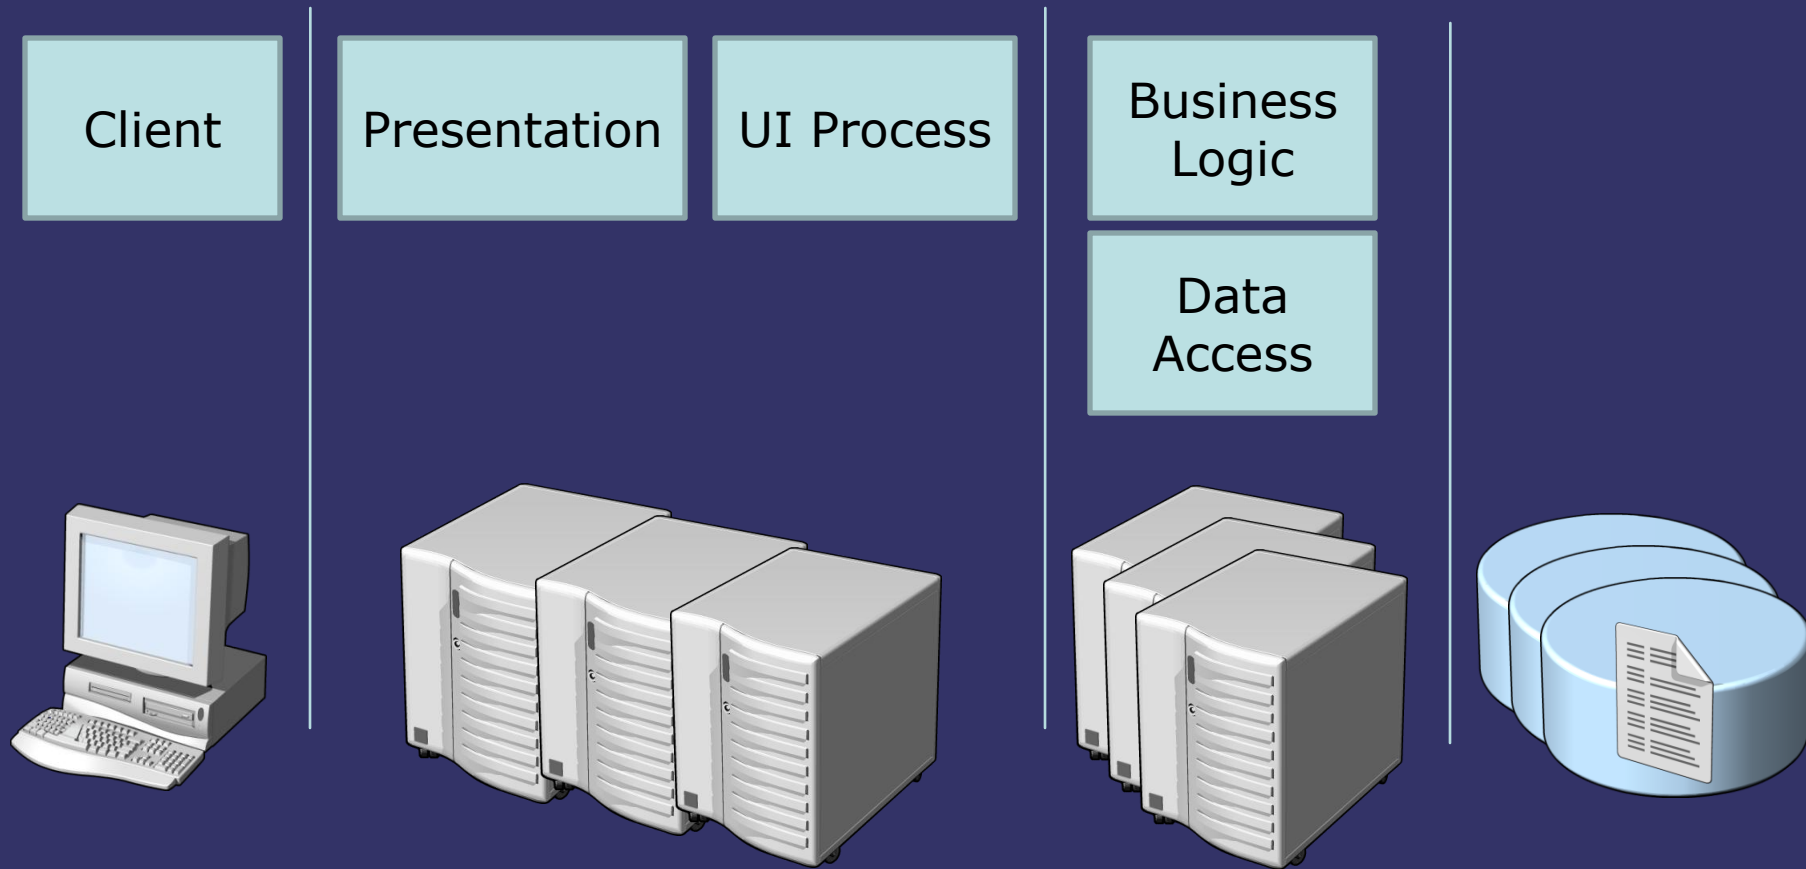 Client
Presentation
UI Process
Business
Logic
Data
Access